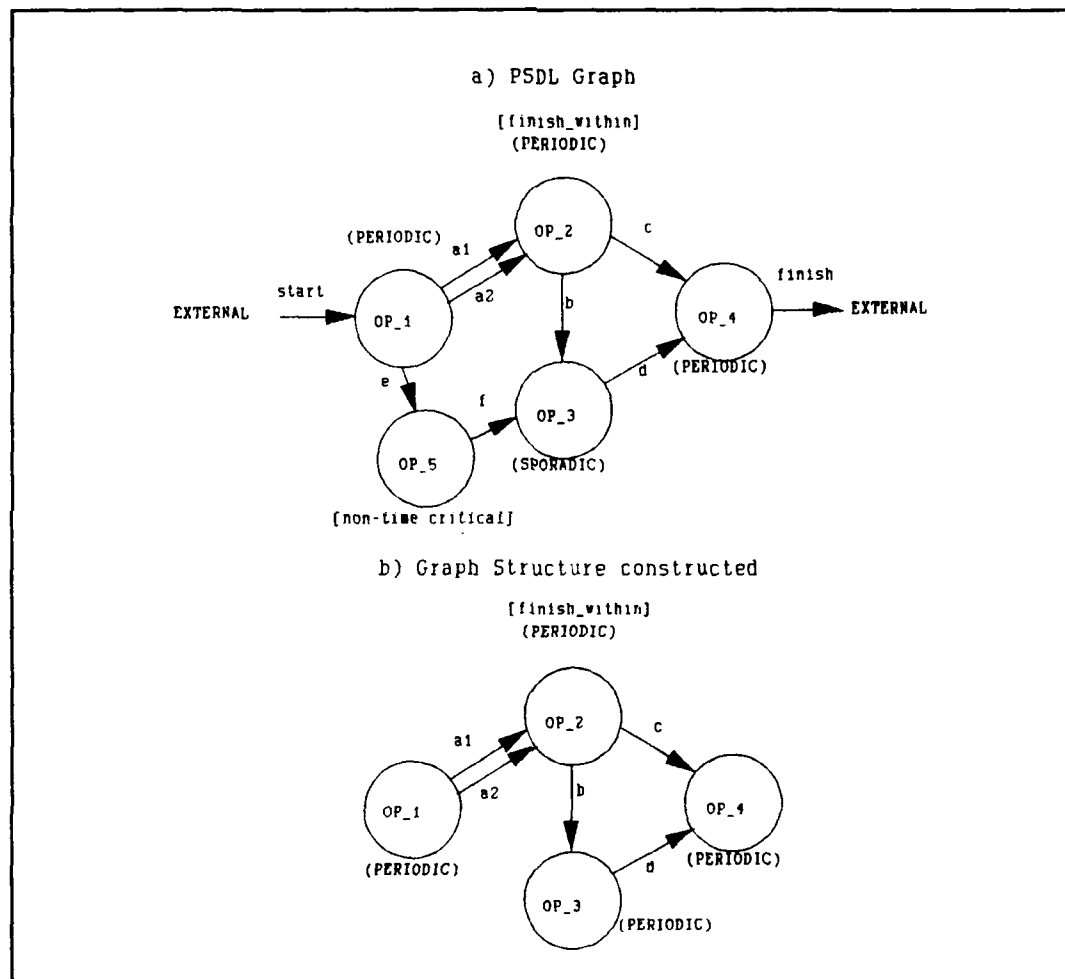 a) PSDL Graph
[finish_within]
(PERIODIC)
OP_2
(PERIODIC)
a1
c
a2
start
finish
EXTERNAL
OP_1
b
OP_4
EXTERNAL
e
d
(PERIODIC)
f
OP_3
OP_5
(SPORADIC)
[non-time critical]
b) Graph Structure constructed
[finish_within]
(PERIODIC)
OP_2
a1
c
a2
b
OP_1
OP_4
(PERIODIC)
d
(PERIODIC)
OP_3
(PERIODIC)